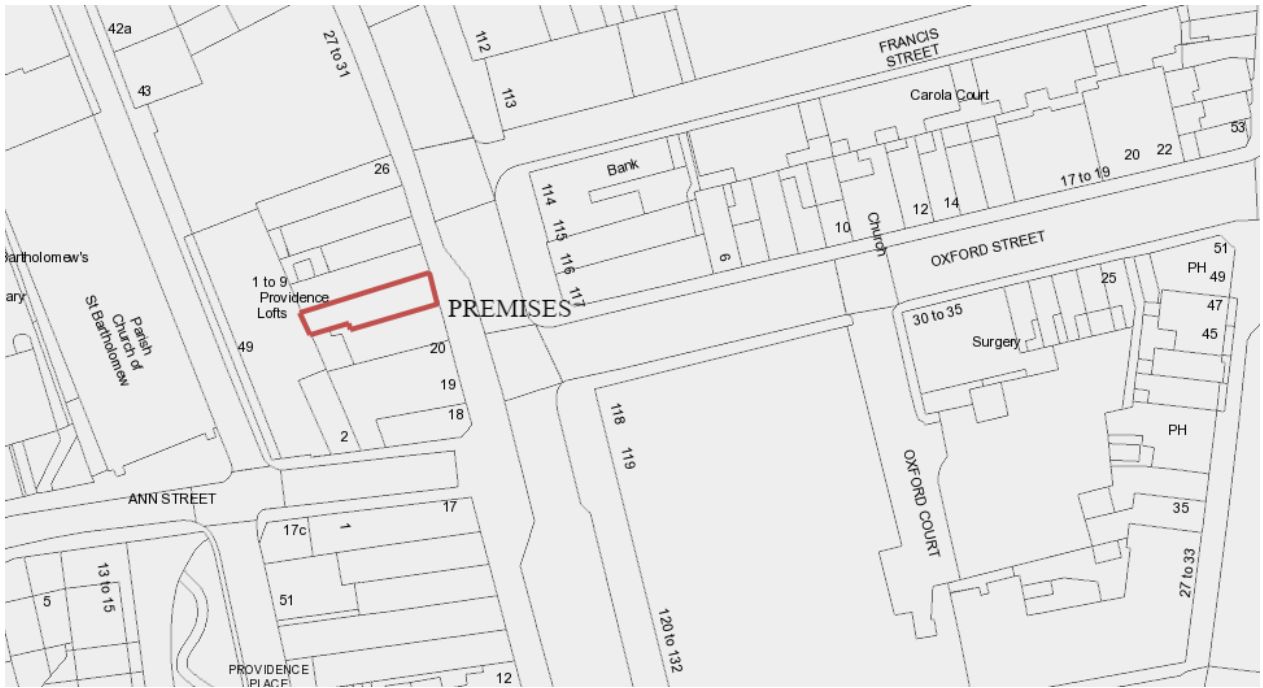 42a
43
27 to 31
112
113
FRANCIS
STREET
Carola Court
53
22
20
17 to 19
26
Bank
114
115
116
117
6
10
Church
12
14
OXFORD STREET
51
PH
49
47
45
25
30 to 35
Surgery
artholomew's
ary
St Bartholomew
Parish
Church of
1 to 9
Providence
Lofts
49
PREMISES
20
19
18
2
118
119
PH
OXFORD COURT
35
27 to 33
ANN STREET
17
17c
1
51
13 to 15
5
120 to 132
PROVIDENCE
PLACE
12